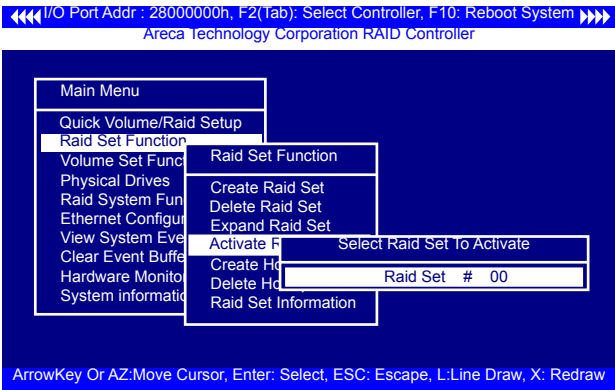 I/O Port Addr : 28000000h, F2(Tab): Select Controller, F10: Reboot System
Areca Technology Corporation RAID Controller
Main Menu
Quick Volume/Raid Setup
Raid Set Function
Volume Set Funct
Physical Drives
Raid System Fun
Ethernet Configur
View System Eve
Clear Event Buffe
Hardware Monito
System informatio
Raid Set Function
Create Raid Set
Delete Raid Set
Expand Raid Set
Activate R
Create Ho
Delete Ho
Raid Set Information
Select Raid Set To Activate
Raid Set # 00
ArrowKey Or AZ:Move Cursor, Enter: Select, ESC: Escape, L:Line Draw, X: Redraw